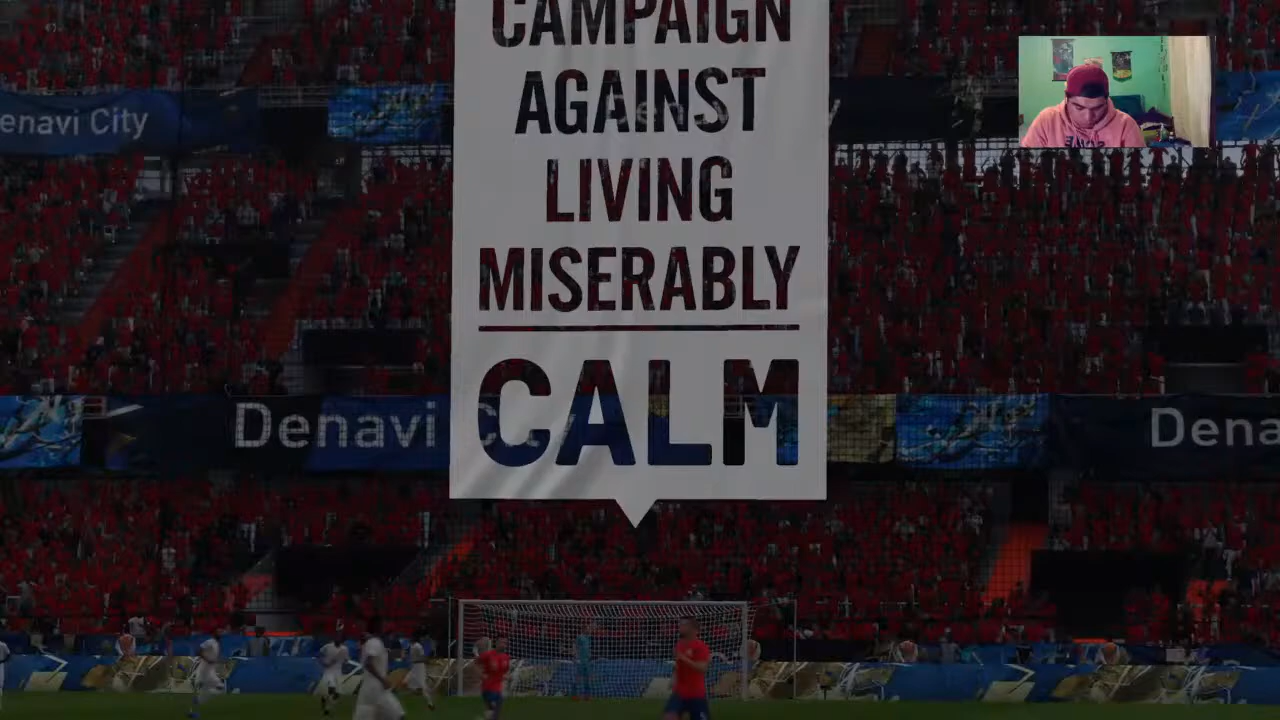 CAMPAIGN
AGAINST
LIVING
MISERABLY
CALM
enavi City
Denavi
Dena